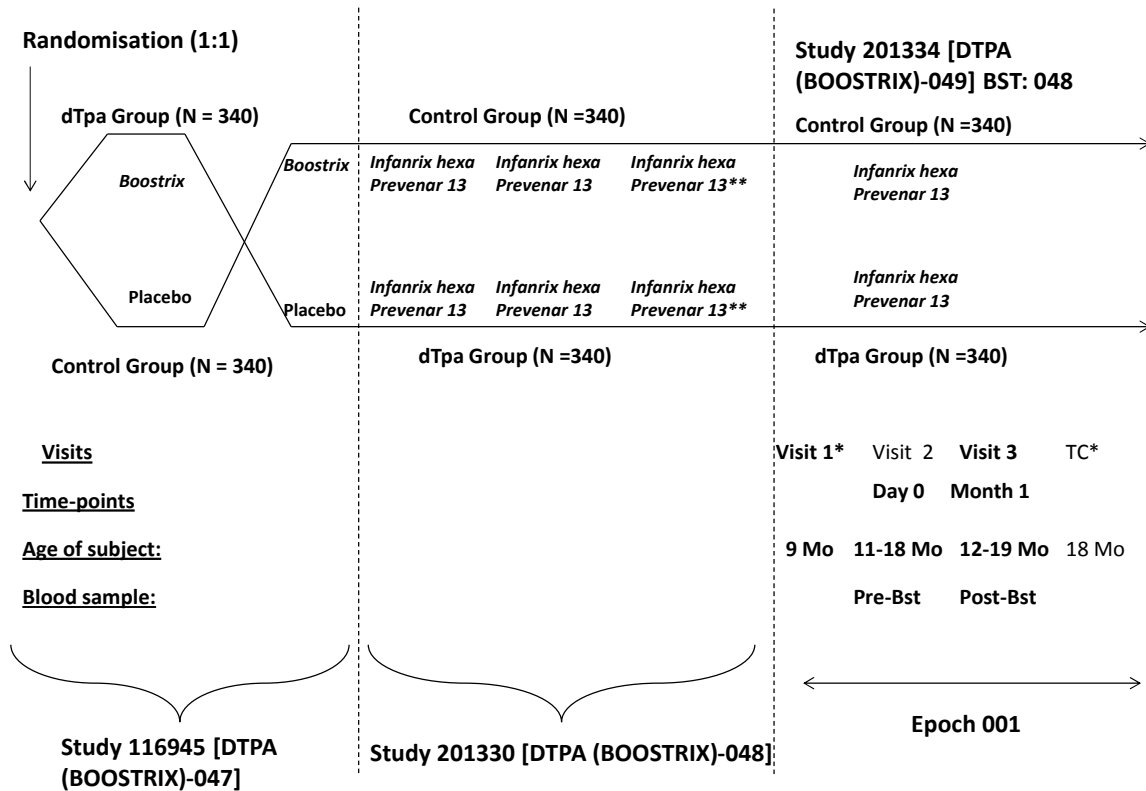 Randomisation (1:1)
Study 201334 [DTPA
(BOOSTRIX)-049] BST: 048
dTpa Group (N = 340)
Control Group (N =340)
Control Group (N =340)
Boostrix
Boostrix
Infanrix hexa
Prevenar 13
Infanrix hexa
Prevenar 13
Infanrix hexa
Prevenar 13**
Infanrix hexa
Prevenar 13
Placebo
Placebo
Infanrix hexa
Prevenar 13
Infanrix hexa
Prevenar 13
Infanrix hexa
Prevenar 13**
Infanrix hexa
Prevenar 13
Control Group (N = 340)
dTpa Group (N =340)
dTpa Group (N =340)
Visits
Visit 1* Visit 2 Visit 3 TC*
Time-points
Day 0 Month 1
Age of subject:
9 Mo 11-18 Mo 12-19 Mo 18 Mo
Blood sample:
Pre-Bst Post-Bst
Study 116945 [DTPA
(BOOSTRIX)-047]
Study 201330 [DTPA (BOOSTRIX)-048]
Epoch 001